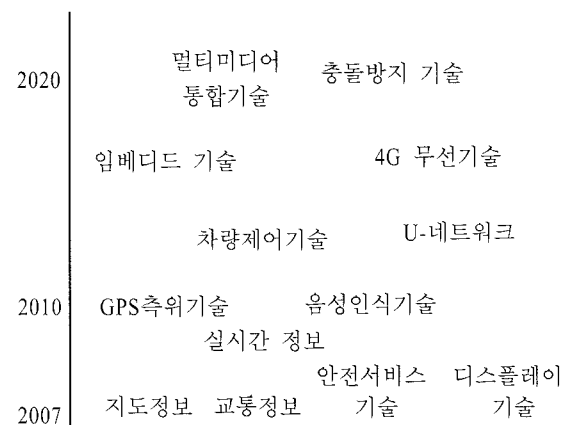 멀티미디어
통합기술
충돌방지 기술
2020
임베디드 기술
4G 무선기술
차량제어기술
U-네트워크
2010
GPS측위기술
음성인식기술
실시간 정보
안전서비스
기술
디스플레이
기술
2007
지도정보
교통정보